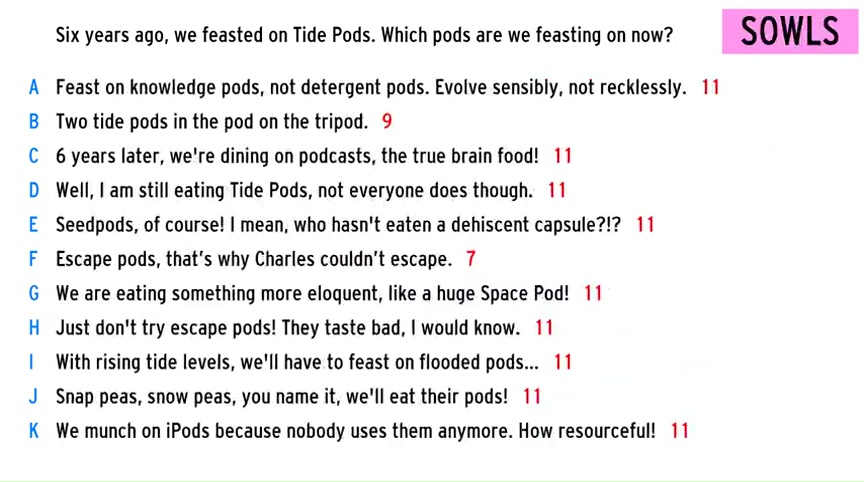 Six years ago, we feasted on Tide Pods. Which pods are we feasting on now?
SOWLS
A Feast on knowledge pods, not detergent pods. Evolve sensibly, not recklessly. 11
B Two tide pods in the pod on the tripod. 9
C 6 years later, we're dining on podcasts, the true brain food! 11
D Well, I am still eating Tide Pods, not everyone does though. 11
E Seedpods, of course! I mean, who hasn't eaten a dehiscent capsule?!? 11
F Escape pods, that’s why Charles couldn’t escape. 7
G We are eating something more eloquent, like a huge Space Pod! 11
H Just don't try escape pods! They taste bad, I would know. 11
I With rising tide levels, we'll have to feast on flooded pods... 11
J Snap peas, snow peas, you name it, we'll eat their pods! 11
K We munch on iPods because nobody uses them anymore. How resourceful! 11